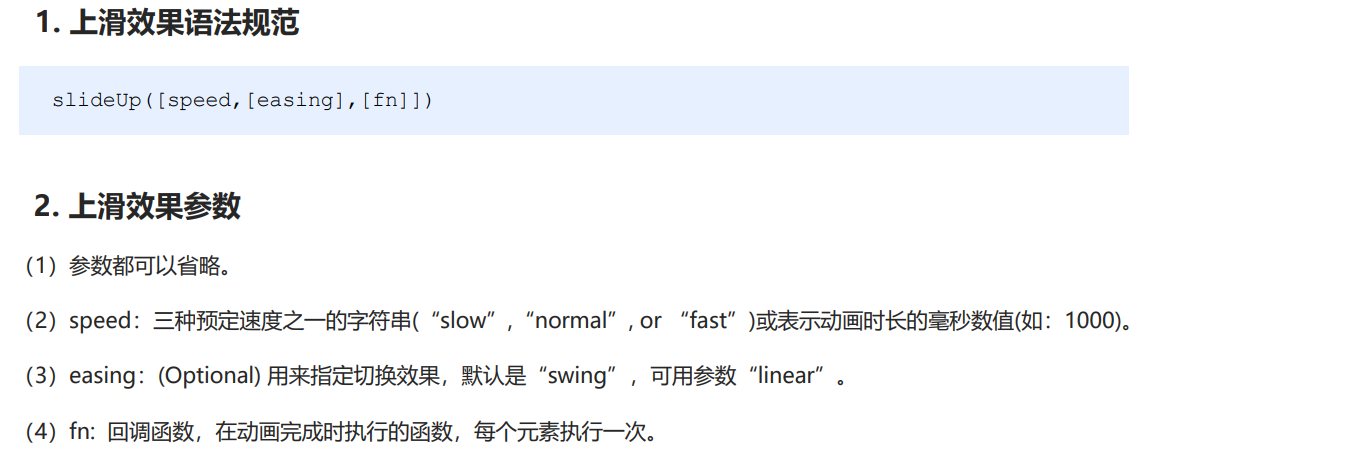 1. 上滑效果语法规范
slideUp([speed,[easing],[fn]])
2. 上滑效果参数
（1）参数都可以省略。
（2）speed：三种预定速度之一的字符串(“slow”,“normal”, or “fast”)或表示动画时长的毫秒数值(如：1000)。
（3）easing：(Optional) 用来指定切换效果，默认是“swing”，可用参数“linear”。
（4）fn: 回调函数，在动画完成时执行的函数，每个元素执行一次。